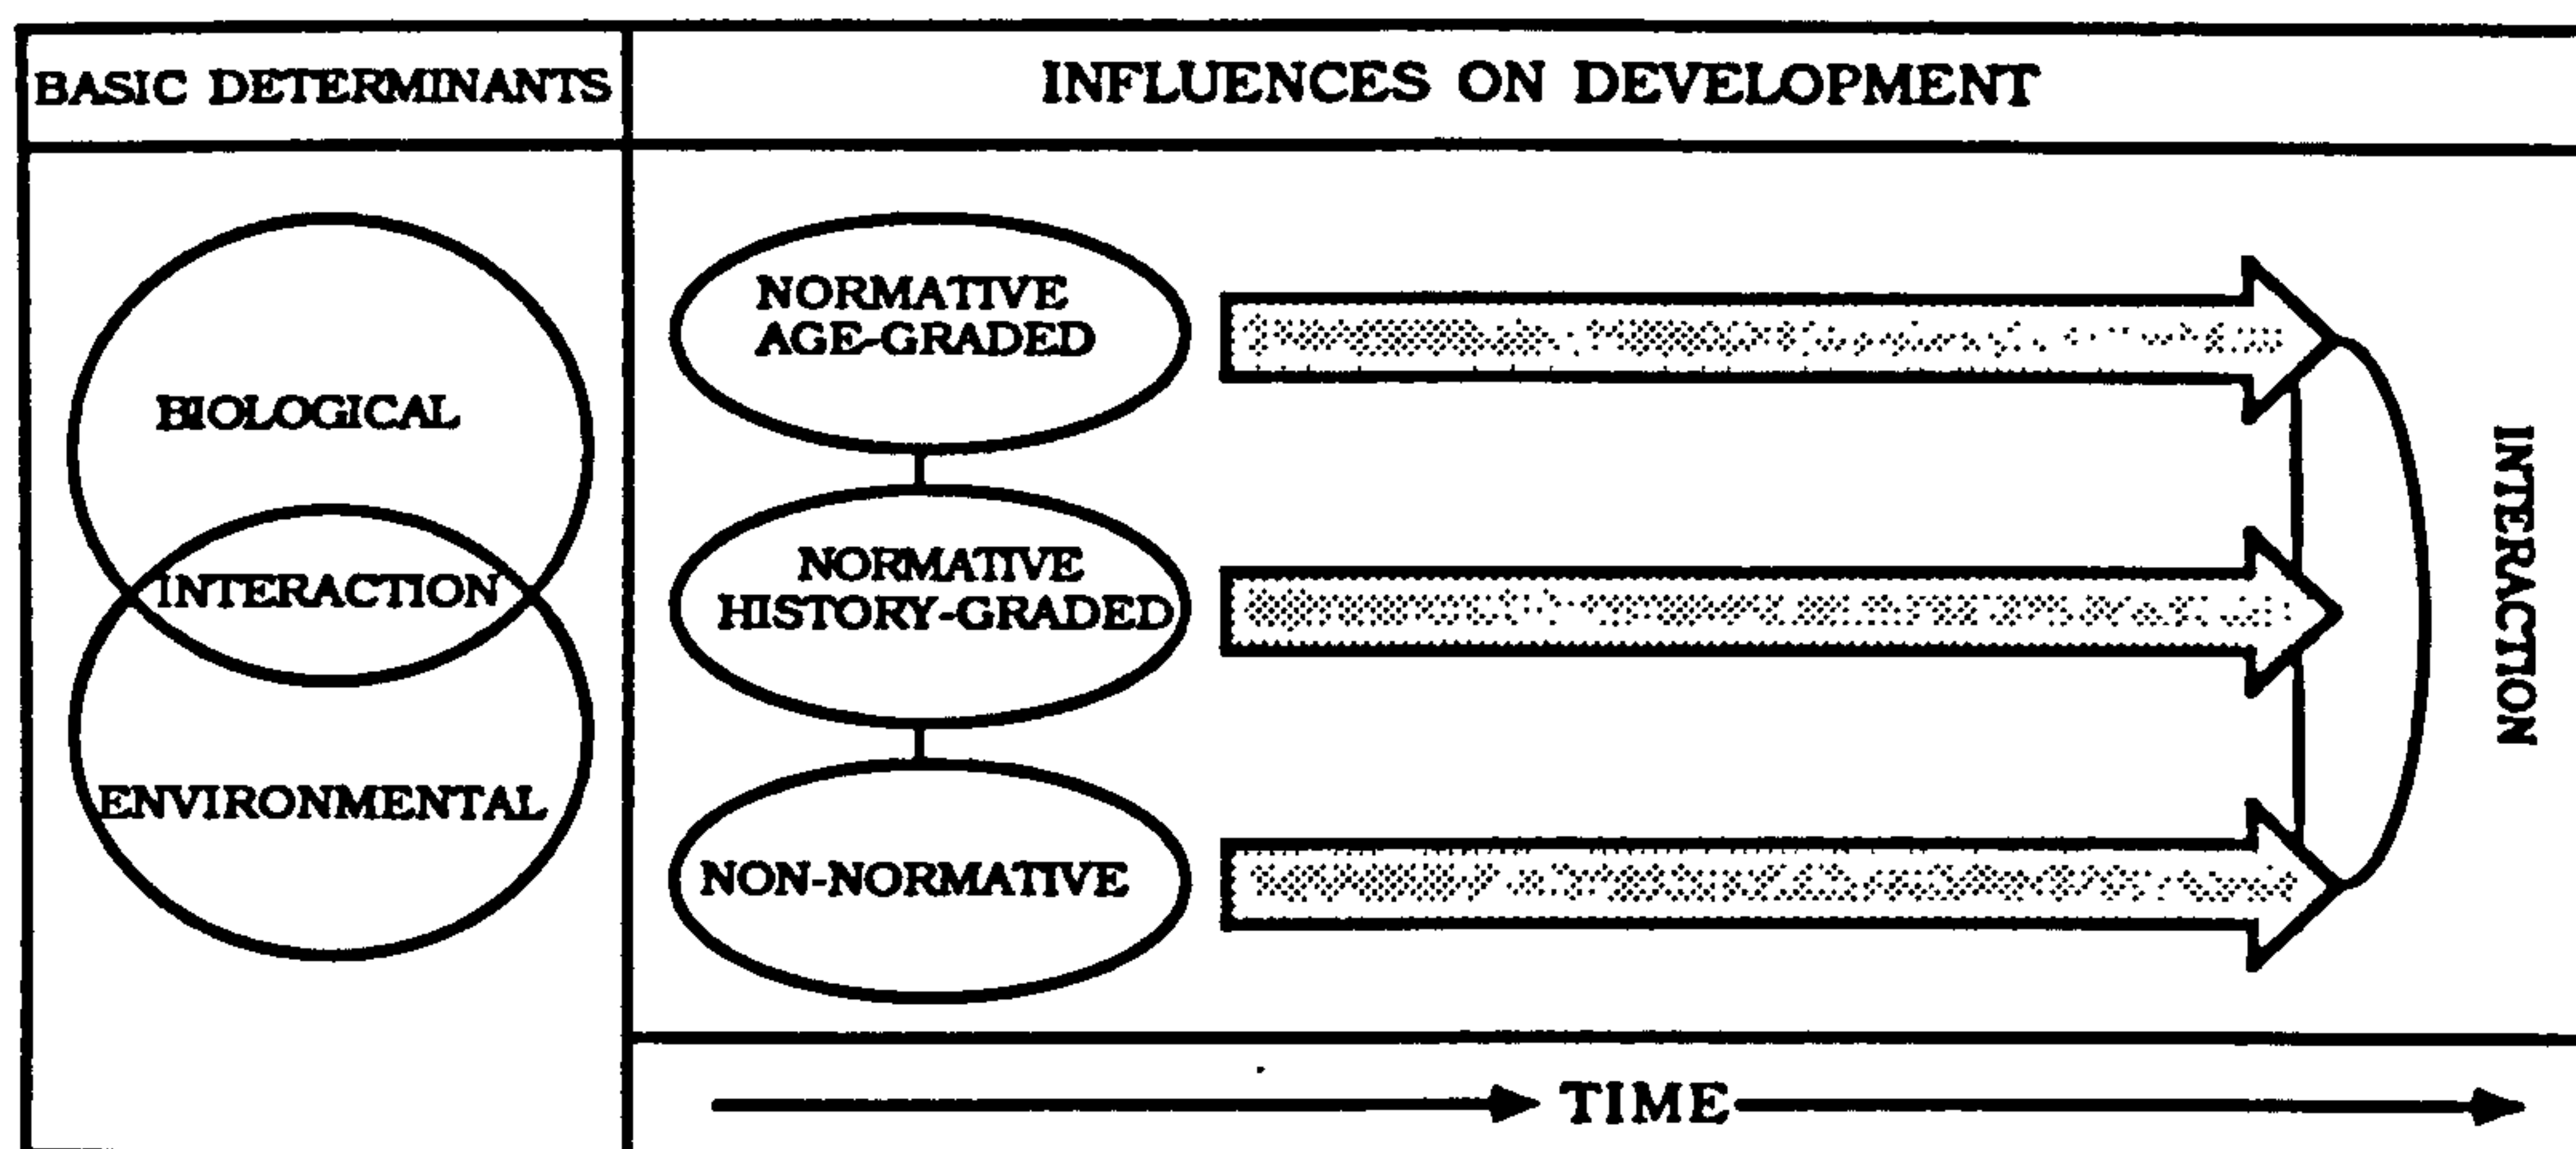 BASIC DETERMINANTS
INFLUENCES ON DEVELOPMENT
BIOLOGICAL
INTERACTION
ENVIRONMENTAL
NORMATIVE
AGE-GRADED
NORMATIVE
HISTORY-GRADED
NON-NORMATIVE
INTERACTION
TIME